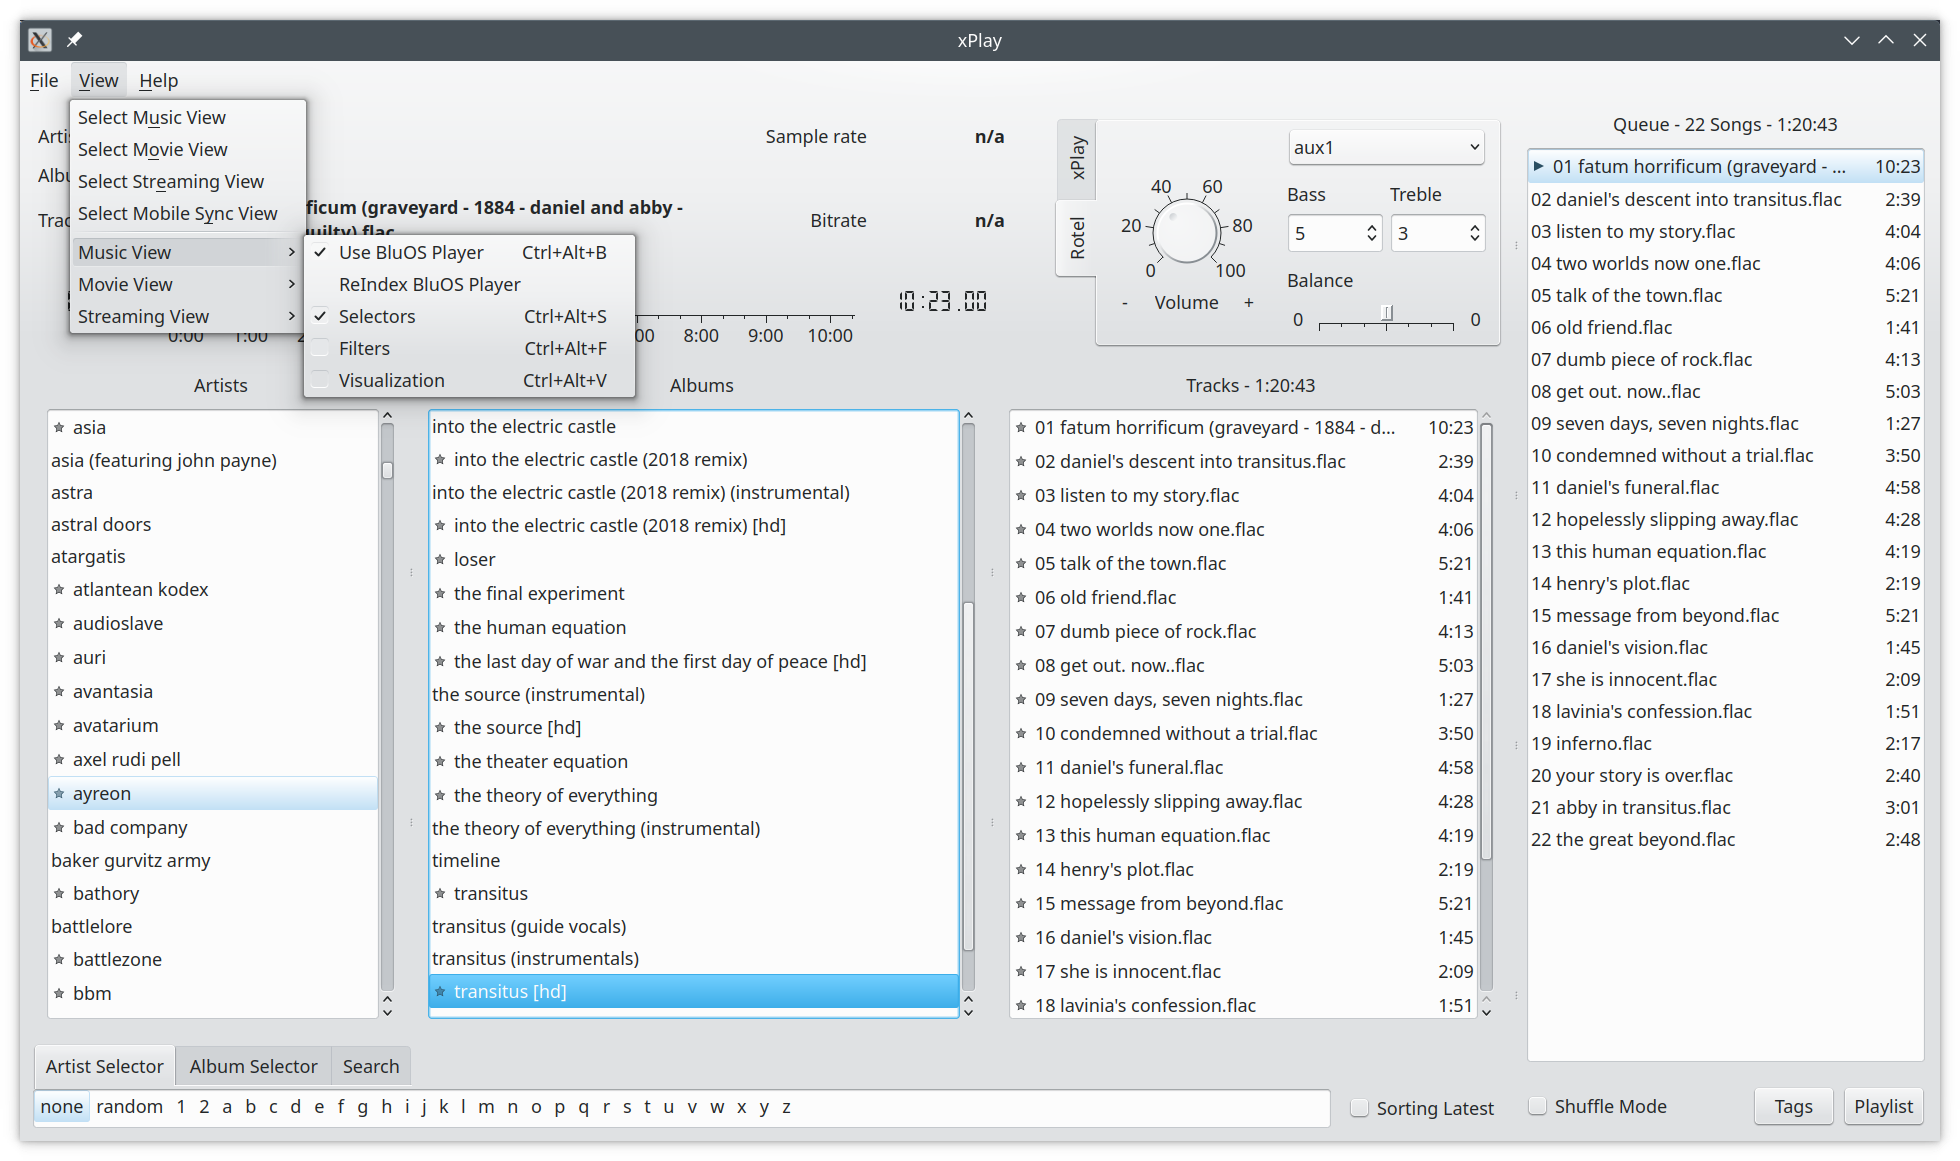 xPlay
File View Help
Select Music View
Select Movie View
Select Streaming View
Select Mobile Sync View
Music View
Movie View
Streaming View
Use BluOS Player Ctrl+Alt+B
ReIndex BluOS Player
Selectors Ctrl+Alt+S
Filters Ctrl+Alt+F
Visualization Ctrl+Alt+V
Sample rate n/a
ficum (graveyard - 1884 - daniel and abby -
Bitrate n/a
10:23.00
0:00 1:00 8:00 9:00 10:00
xPlay
Rotel
aux1
0 20 40 60 80 100
- Volume +
Bass Treble
5 3
Balance
0 0
Queue - 22 Songs - 1:20:43
01 fatum horrificum (graveyard - ... 10:23
02 daniel's descent into transitus.flac 2:39
03 listen to my story.flac 4:04
04 two worlds now one.flac 4:06
05 talk of the town.flac 5:21
06 old friend.flac 1:41
07 dumb piece of rock.flac 4:13
08 get out. now..flac 5:03
09 seven days, seven nights.flac 1:27
10 condemned without a trial.flac 3:50
11 daniel's funeral.flac 4:58
12 hopelessly slipping away.flac 4:28
13 this human equation.flac 4:19
14 henry's plot.flac 2:19
15 message from beyond.flac 5:21
16 daniel's vision.flac 1:45
17 she is innocent.flac 2:09
18 lavinia's confession.flac 1:51
19 inferno.flac 2:17
20 your story is over.flac 2:40
21 abby in transitus.flac 3:01
22 the great beyond.flac 2:48
Artists
asia
asia (featuring john payne)
astra
astral doors
atargatis
atlantean kodex
audioslave
auri
avantasia
avatarium
axel rudi pell
ayreon
bad company
baker gurvitz army
bathory
battlelore
battlezone
bbm
Albums
into the electric castle
into the electric castle (2018 remix)
into the electric castle (2018 remix) (instrumental)
into the electric castle (2018 remix) [hd]
loser
the final experiment
the human equation
the last day of war and the first day of peace [hd]
the source (instrumental)
the source [hd]
the theater equation
the theory of everything
the theory of everything (instrumental)
timeline
transitus
transitus (guide vocals)
transitus (instrumentals)
transitus [hd]
Tracks - 1:20:43
01 fatum horrificum (graveyard - 1884 - d... 10:23
02 daniel's descent into transitus.flac 2:39
03 listen to my story.flac 4:04
04 two worlds now one.flac 4:06
05 talk of the town.flac 5:21
06 old friend.flac 1:41
07 dumb piece of rock.flac 4:13
08 get out. now..flac 5:03
09 seven days, seven nights.flac 1:27
10 condemned without a trial.flac 3:50
11 daniel's funeral.flac 4:58
12 hopelessly slipping away.flac 4:28
13 this human equation.flac 4:19
14 henry's plot.flac 2:19
15 message from beyond.flac 5:21
16 daniel's vision.flac 1:45
17 she is innocent.flac 2:09
18 lavinia's confession.flac 1:51
Artist Selector Album Selector Search
none random 1 2 a b c d e f g h i j k l m n o p q r s t u v w x y z
Sorting Latest
Shuffle Mode
Tags Playlist